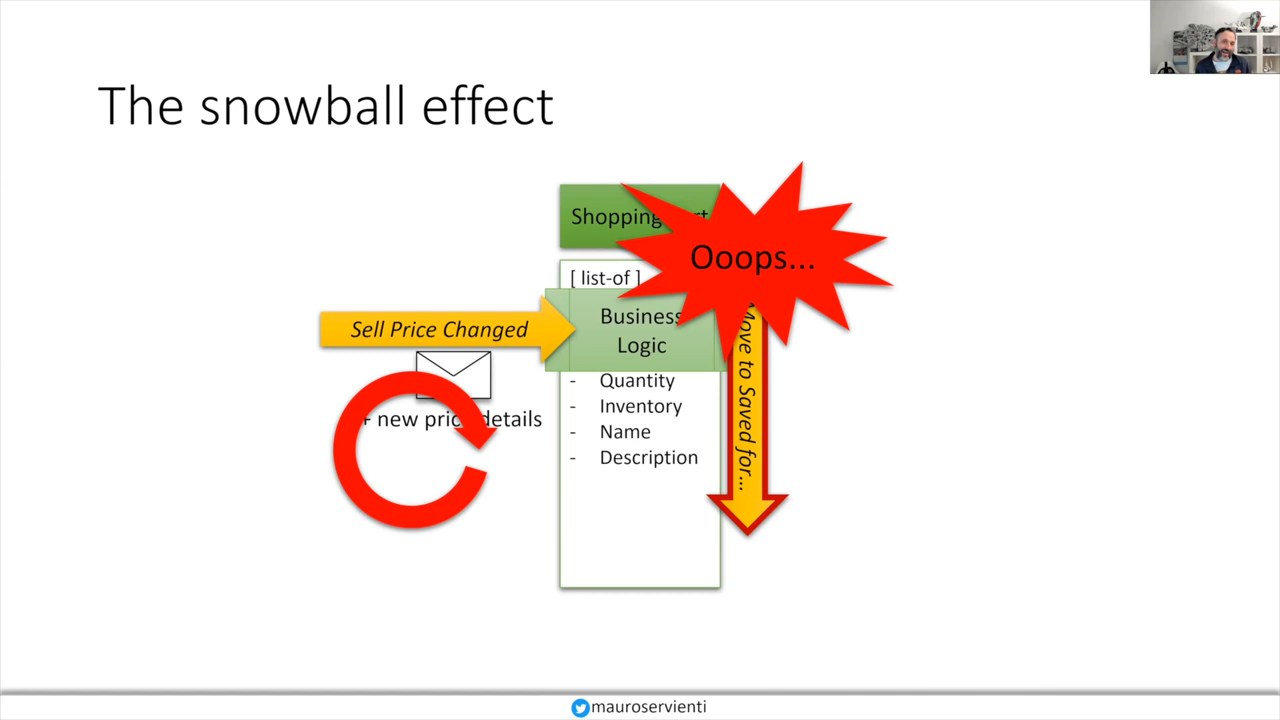 The snowball effect
Shopping
Ooops...
[ list-of ]
Business
Logic
Sell Price Changed
Move to Saved for...
- Quantity
- Inventory
+ new price details
- Name
- Description
mauroservienti